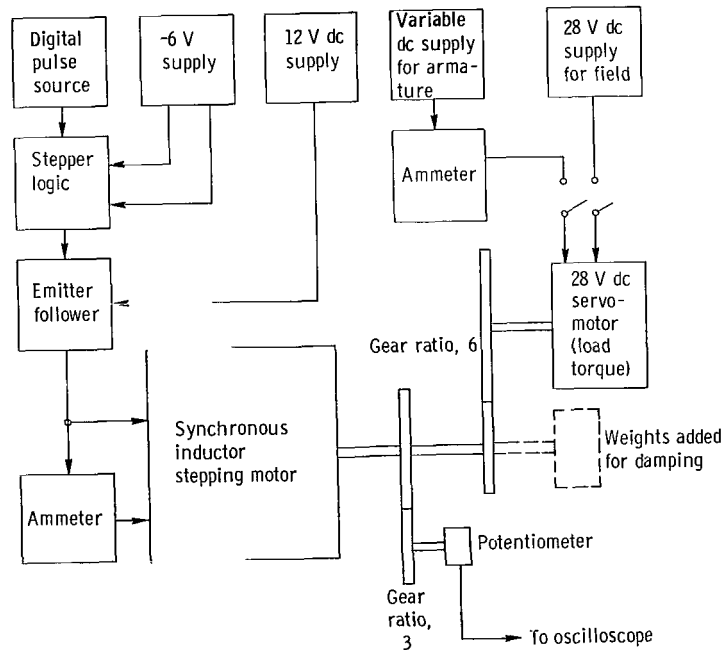 Digital
pulse
source
-6 V
supply
12 V dc
supply
Variable
dc supply
for arma-
ture
28 V dc
supply
for field
Stepper
logic
Ammeter
Emitter
follower
28 V dc
servo-
motor
(load
torque)
Gear ratio, 6
Synchronous
inductor
stepping motor
Weights added
for damping
Ammeter
Potentiometer
Gear
ratio,
3
To oscilloscope